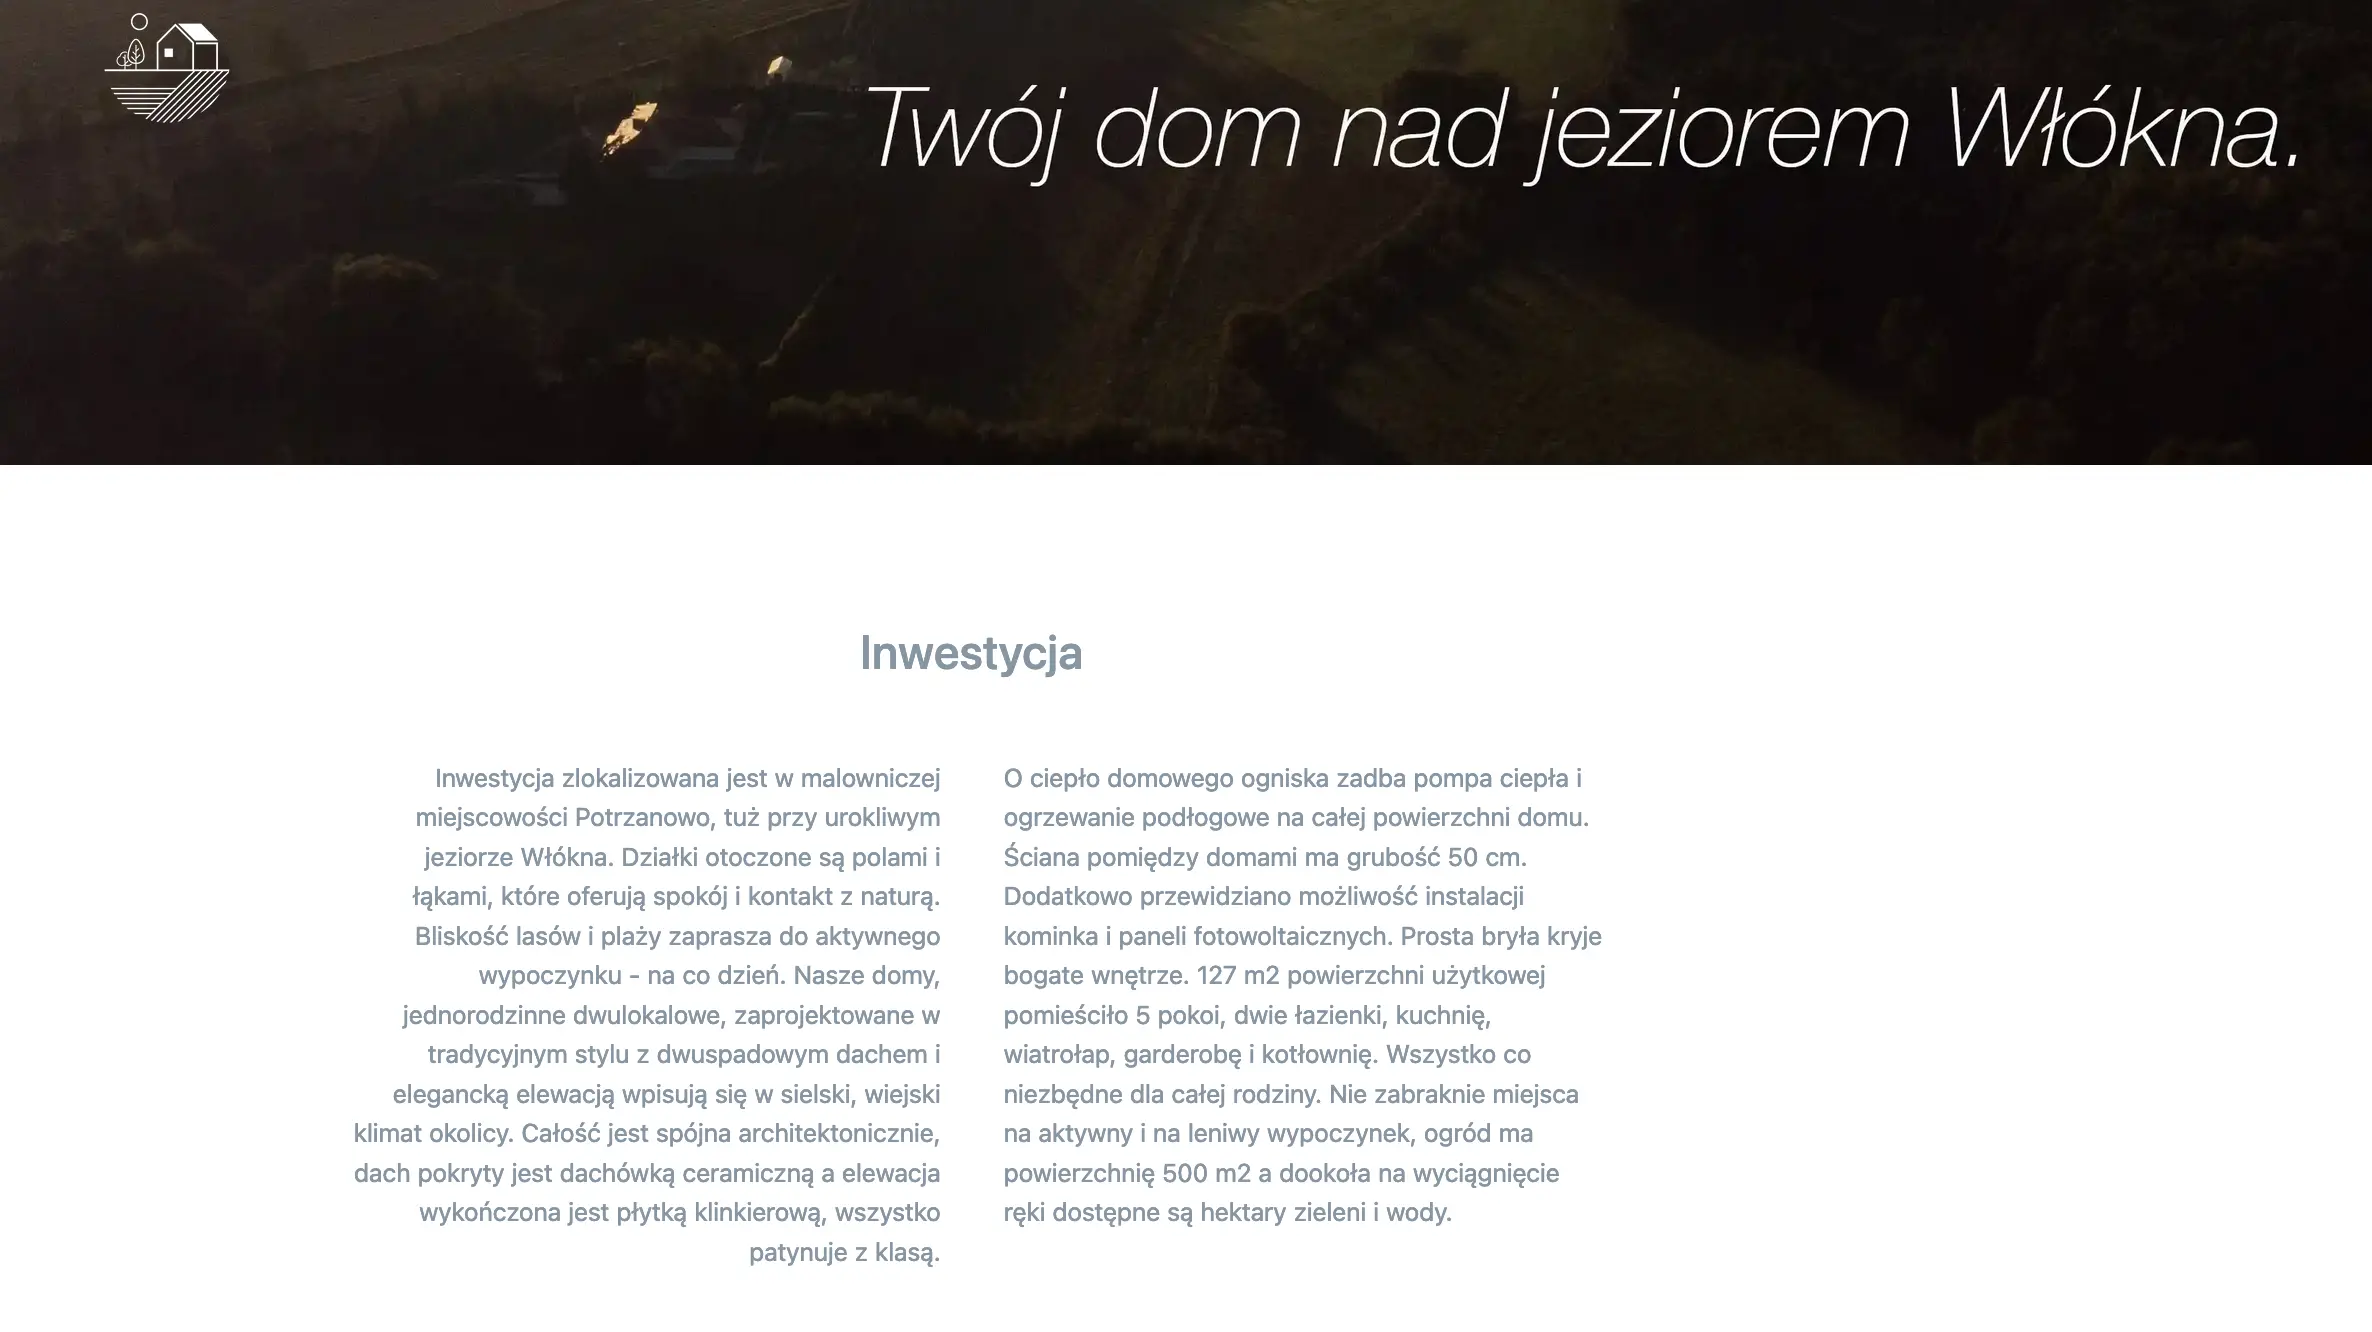 Twój dom nad jeziorem Włókna.
Inwestycja
Inwestycja zlokalizowana jest w malowniczej
miejscowości Potrzanowo, tuż przy urokliwym
jeziorze Włókna. Działki otoczone są polami i
łąkami, które oferują spokój i kontakt z naturą.
Bliskość lasów i plaży zaprasza do aktywnego
wypoczynku - na co dzień. Nasze domy,
jednorodzinne dwulokalowe, zaprojektowane w
tradycyjnym stylu z dwuspadowym dachem i
elegancką elewacją wpisują się w sielski, wiejski
klimat okolicy. Całość jest spójna architektonicznie,
dach pokryty jest dachówką ceramiczną a elewacja
wykończona jest płytką klinkierową, wszystko
patynuje z klasą.
O ciepło domowego ogniska zadba pompa ciepła i
ogrzewanie podłogowe na całej powierzchni domu.
Ściana pomiędzy domami ma grubość 50 cm.
Dodatkowo przewidziano możliwość instalacji
kominka i paneli fotowoltaicznych. Prosta bryła kryje
bogate wnętrze. 127 m2 powierzchni użytkowej
pomieściło 5 pokoi, dwie łazienki, kuchnię,
wiatrołap, garderobę i kotłownię. Wszystko co
niezbędne dla całej rodziny. Nie zabraknie miejsca
na aktywny i na leniwy wypoczynek, ogród ma
powierzchnię 500 m2 a dookoła na wyciągnięcie
ręki dostępne są hektary zieleni i wody.